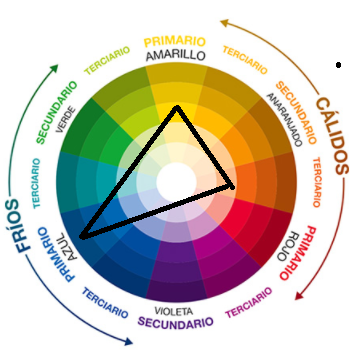 PRIMARIO
AMARILLO
TERCIARIO
SECUNDARIO
ANARANJADO
CÁLIDOS
TERCIARIO
PRIMARIO
ROJO
TERCIARIO
VIOLETA
SECUNDARIO
TERCIARIO
PRIMARIO
AZUL
FRÍOS
TERCIARIO
SECUNDARIO
VERDE
TERCIARIO